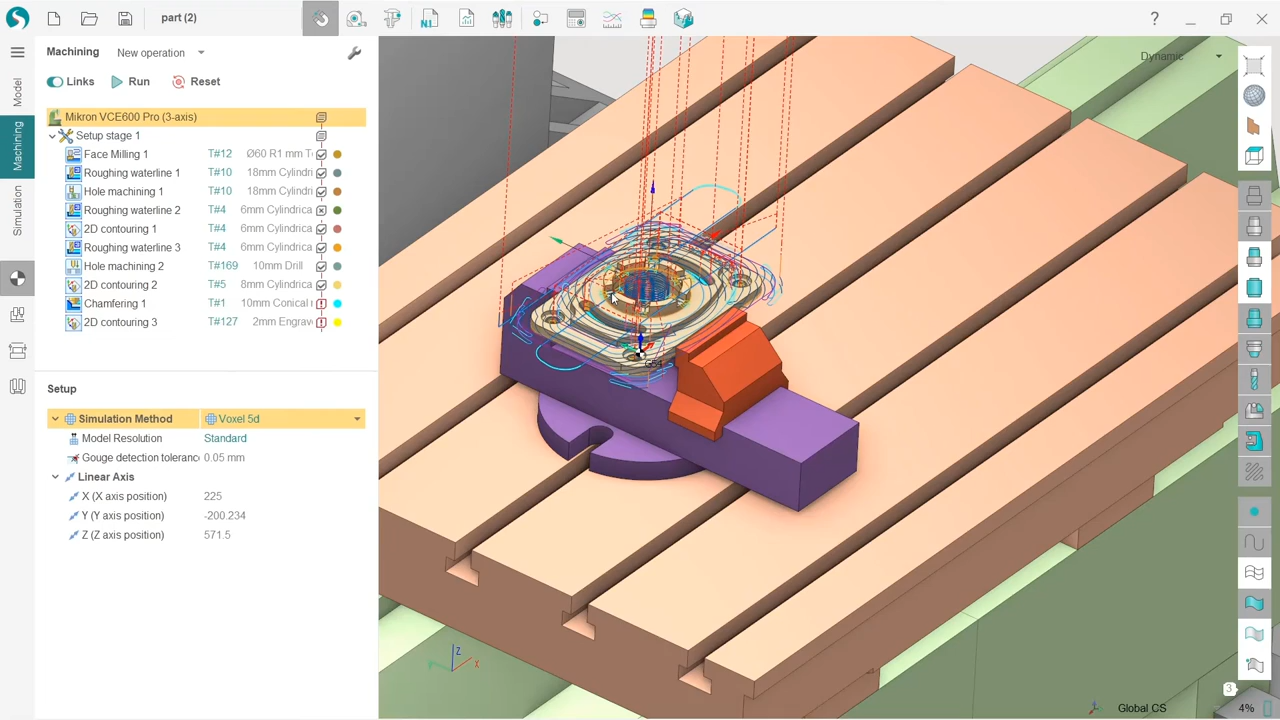 part (2)
N.I
?
Machining
New operation
Links
Run
Reset
Model
Machining
Simulation
Mikron VCE600 Pro (3-axis)
Setup stage 1
Face Milling 1 T#12 Ø60 R1 mm T
Roughing waterline 1 T#10 18mm Cylindri
Hole machining 1 T#10 18mm Cylindri
Roughing waterline 2 T#4 6mm Cylindrica
2D contouring 1 T#4 6mm Cylindrica
Roughing waterline 3 T#4 6mm Cylindrica
Hole machining 2 T#169 10mm Drill
2D contouring 2 T#5 8mm Cylindrica
Chamfering 1 T#1 10mm Conical
2D contouring 3 T#127 2mm Engrav
Setup
Simulation Method Voxel 5d
Model Resolution Standard
Gouge detection toleranc 0.05 mm
Linear Axis
X (X axis position) 225
Y (Y axis position) -200.234
Z (Z axis position) 571.5
Dynamic
Z
X
3
Global CS
4%